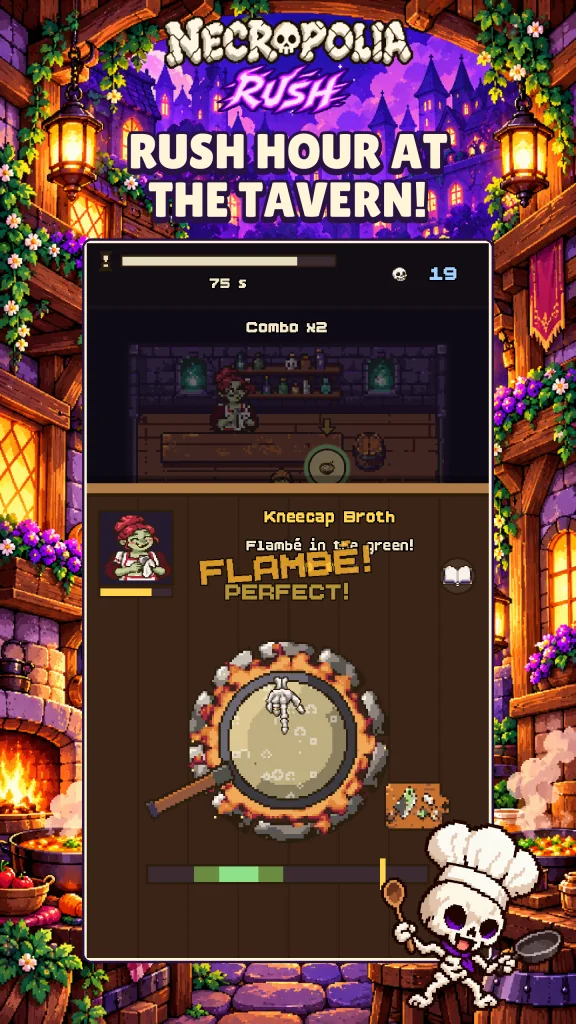 NECROPOLIA
RUSH
RUSH HOUR AT
THE TAVERN!
75 s
19
Combo x2
Kneecap Broth
Flambé in the green!
FLAMBÉ!
PERFECT!